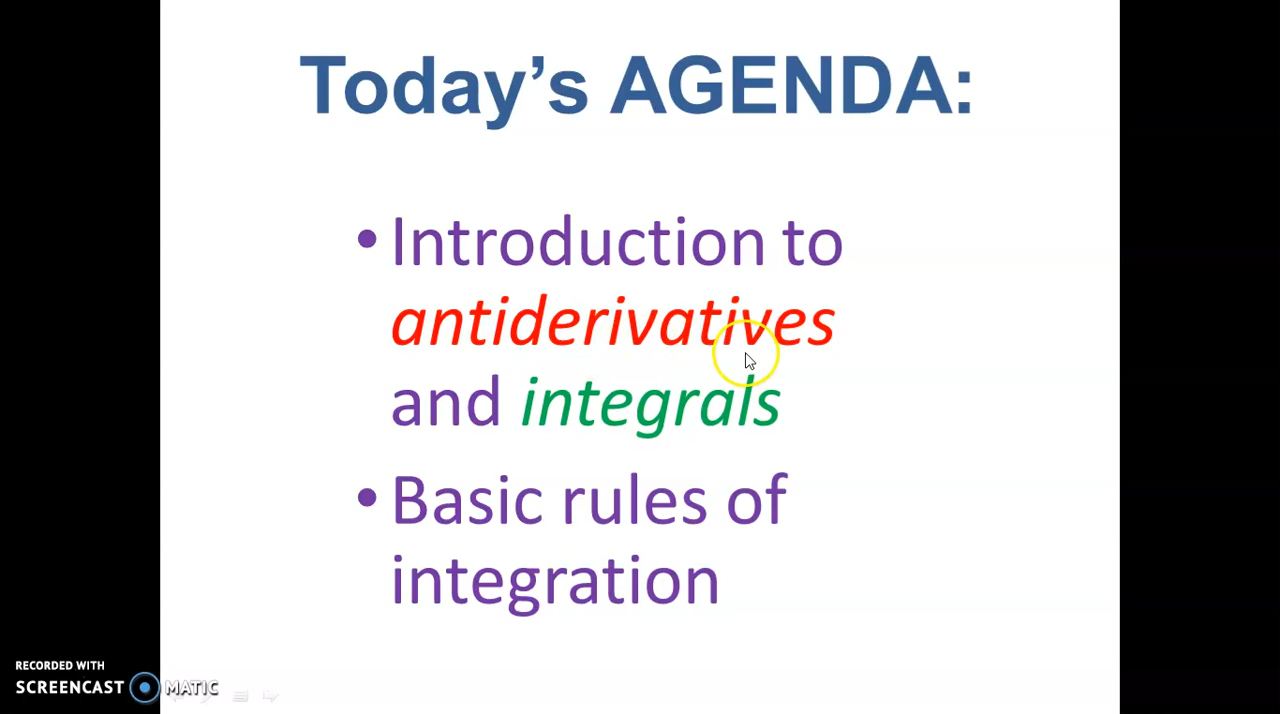 Today’s AGENDA:
• Introduction to
antiderivatives
and integrals
• Basic rules of
integration
RECORDED WITH
SCREENCAST MATIC